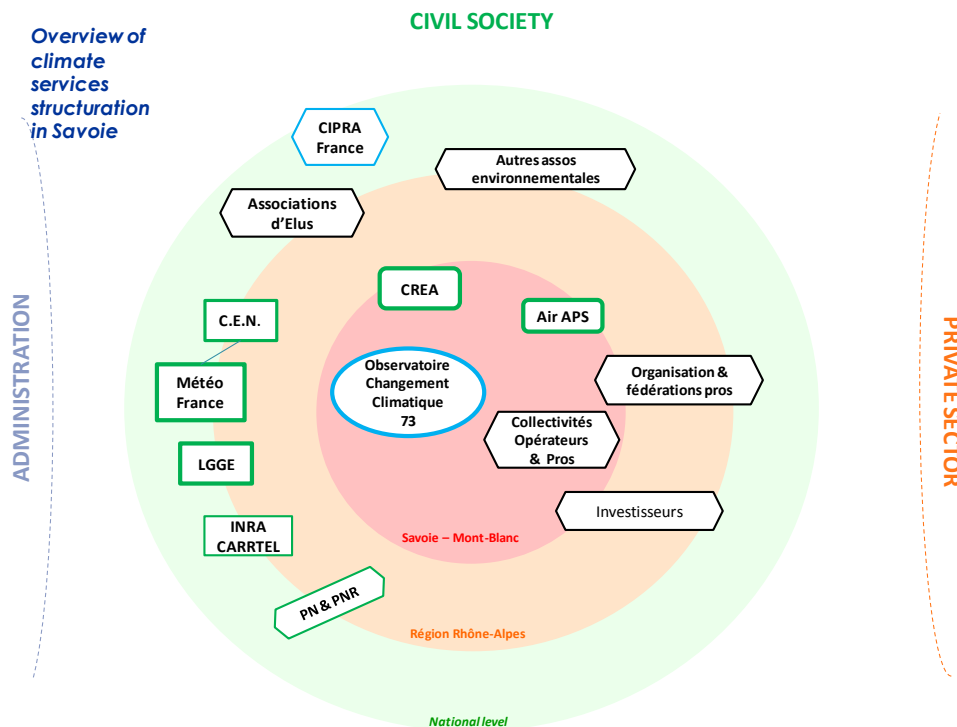 CIVIL SOCIETY
Overview of
climate
services
structuration
in Savoie
CIPRA
France
Autres assos
environnementales
Associations
d'Elus
CREA
C.E.N.
Air APS
ADMINISTRATION
PRIVATE SECTOR
Météo
France
Observatoire
Changement
Climatique
73
Organisation &
fédérations pros
Collectivités
Opérateurs
& Pros
LGGE
Investisseurs
INRA
CARRTEL
Savoie – Mont-Blanc
PN & PNR
Région Rhône-Alpes
National level